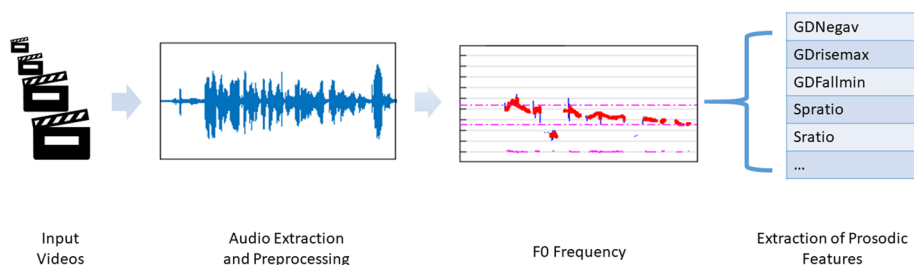 GDNegav
GDrisemax
GDFallmin
Spratio
Sratio
...
Input
Videos
Audio Extraction
and Preprocessing
F0 Frequency
Extraction of Prosodic
Features